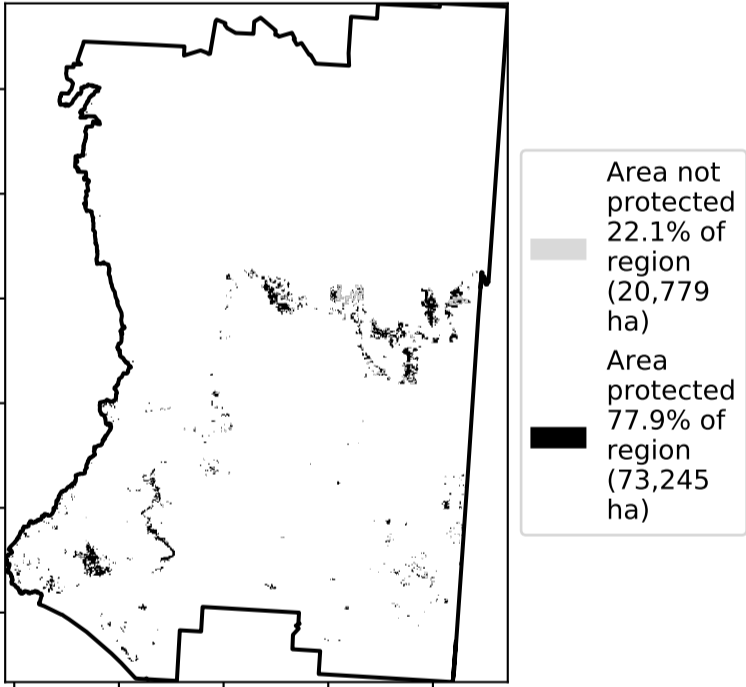 Area not
protected
22.1% of
region
(20,779
ha)
Area
protected
77.9% of
region
(73,245
ha)